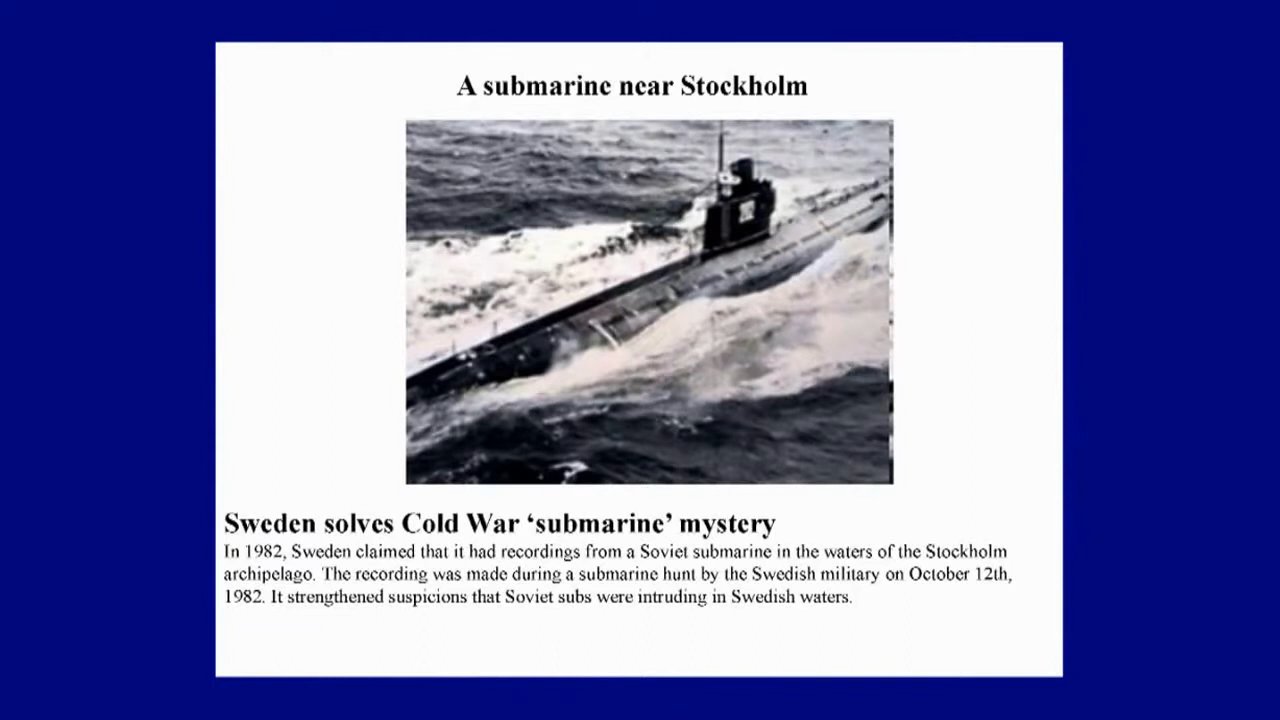 A submarine near Stockholm
Sweden solves Cold War ‘submarine’ mystery
In 1982, Sweden claimed that it had recordings from a Soviet submarine in the waters of the Stockholm
archipelago. The recording was made during a submarine hunt by the Swedish military on October 12th,
1982. It strengthened suspicions that Soviet subs were intruding in Swedish waters.